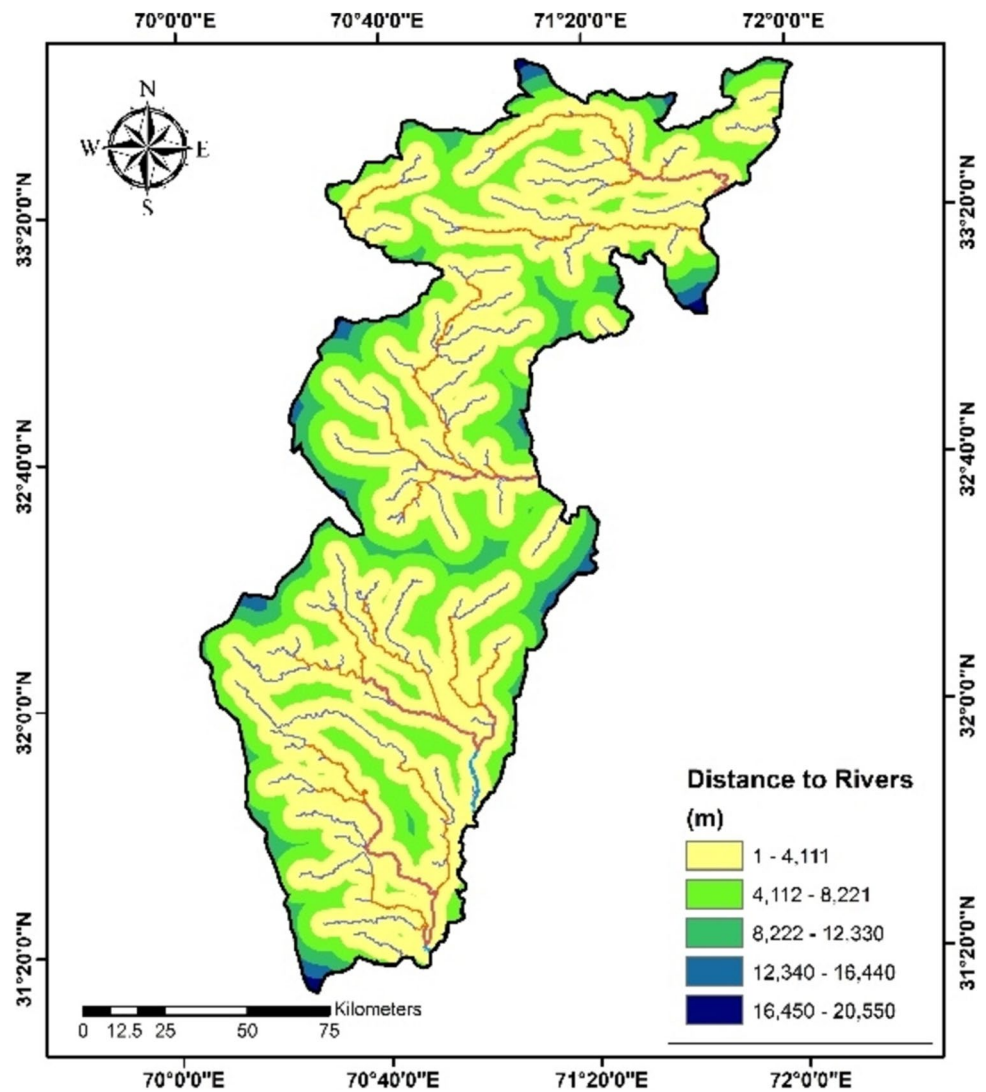 70°0'0"E 70°40'0"E 71°20'0"E 72°0'0"E
N
W E
S
33°20'0"N 33°20'0"N
32°40'0"N 32°40'0"N
32°0'0"N 32°0'0"N
31°20'0"N 31°20'0"N
Distance to Rivers
(m)
1 - 4,111
4,112 - 8,221
8,222 - 12.330
12,340 - 16,440
16,450 - 20,550
Kilometers
0 12.5 25 50 75
70°0'0"E 70°40'0"E 71°20'0"E 72°0'0"E